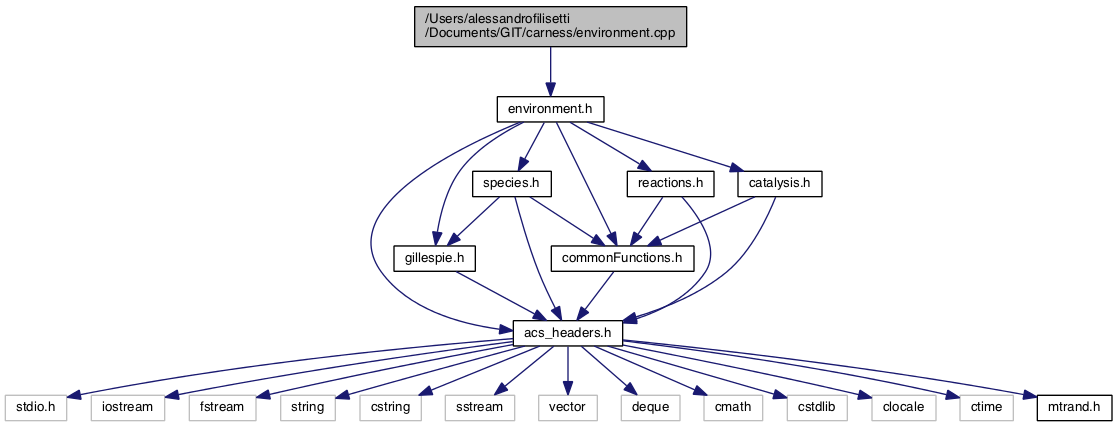 /Users/alessandrofilisetti
/Documents/GIT/carness/environment.cpp
environment.h
species.h
reactions.h
catalysis.h
gillespie.h
commonFunctions.h
acs_headers.h
stdio.h
iostream
fstream
string
cstring
sstream
vector
deque
cmath
cstdlib
clocale
ctime
mtrand.h